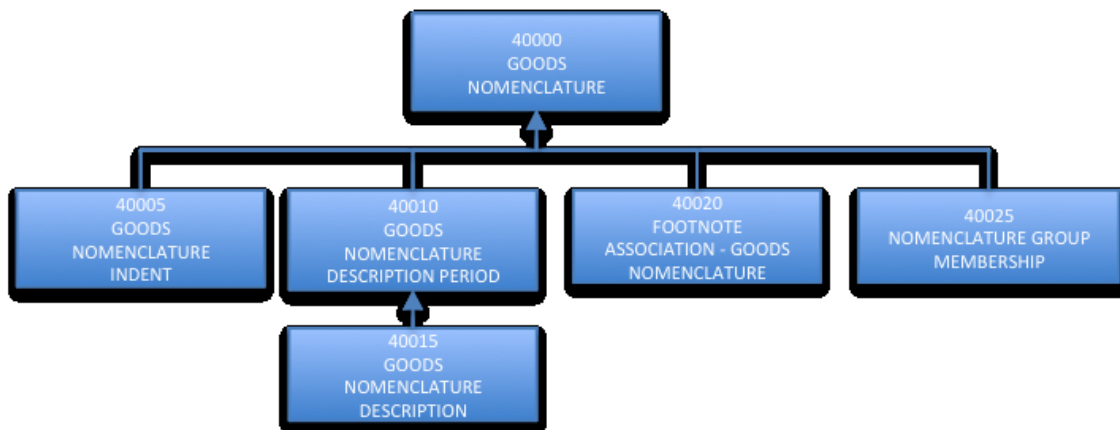 40000
GOODS
NOMENCLATURE
40005
GOODS
NOMENCLATURE
INDENT
40010
GOODS
NOMENCLATURE
DESCRIPTION PERIOD
40020
FOOTNOTE
ASSOCIATION - GOODS
NOMENCLATURE
40025
NOMENCLATURE GROUP
MEMBERSHIP
40015
GOODS
NOMENCLATURE
DESCRIPTION